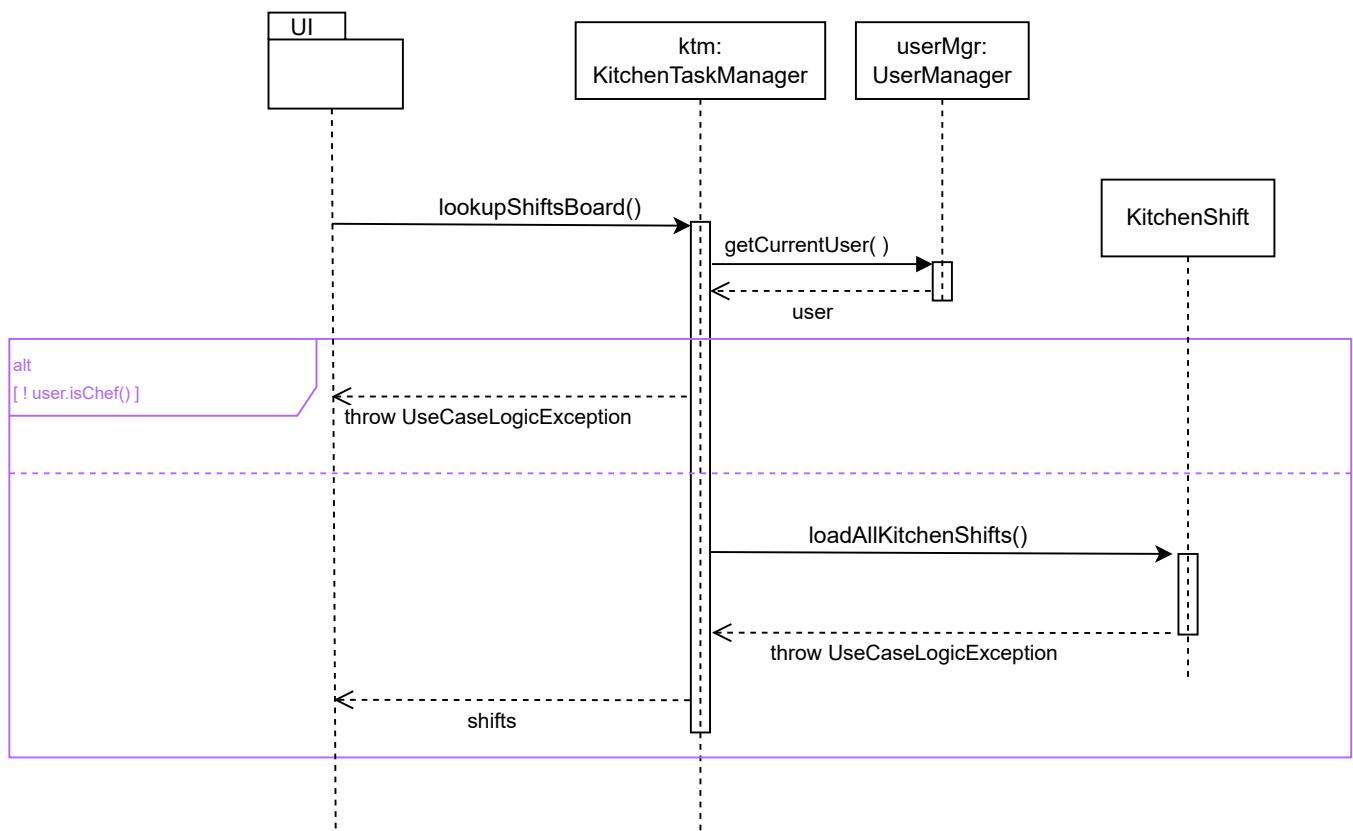 UI
ktm:
KitchenTaskManager
userMgr:
UserManager
KitchenShift
lookupShiftsBoard()
getCurrentUser( )
user
alt
[ ! user.isChef() ]
throw UseCaseLogicException
loadAllKitchenShifts()
throw UseCaseLogicException
shifts